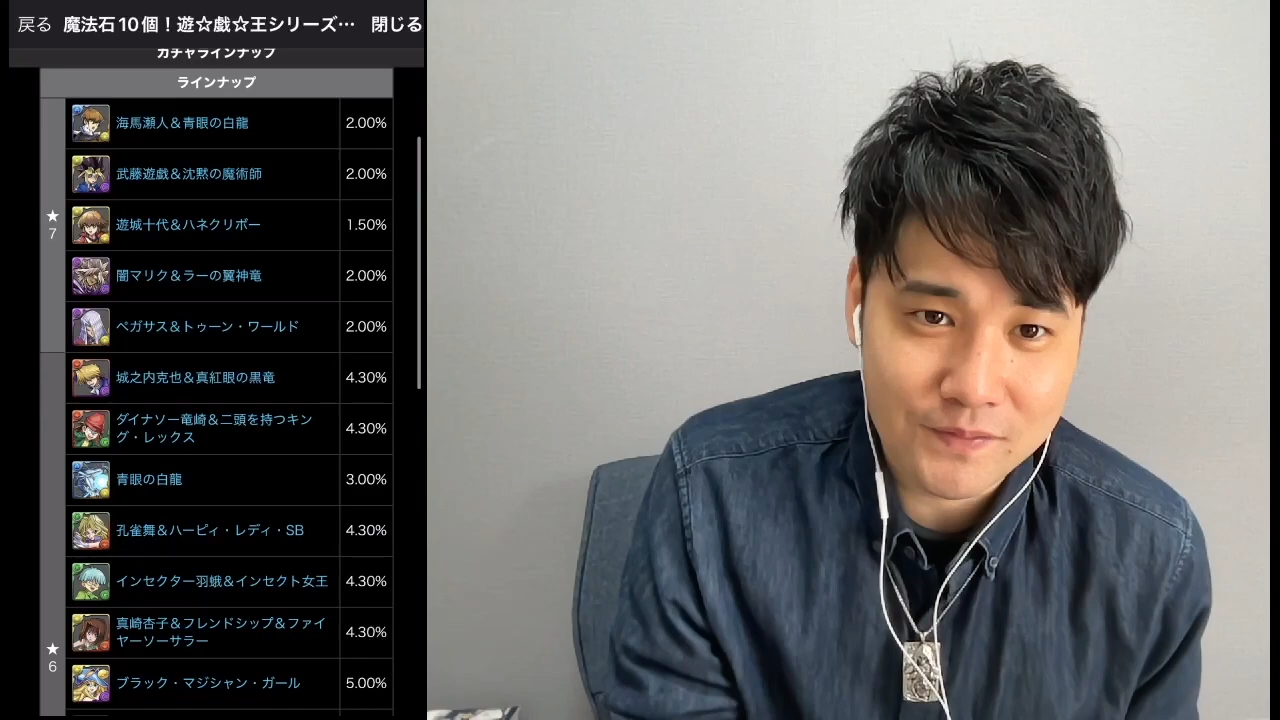 戻る 魔法石10個！遊☆戯☆王シリーズ… 閉じる
ガチャラインナップ
ラインナップ
海馬瀬人＆青眼の白龍 2.00%
武藤遊戯＆沈黙の魔術師 2.00%
★
7
遊城十代＆ハネクリボー 1.50%
闇マリク＆ラーの翼神竜 2.00%
ペガサス＆トゥーン・ワールド 2.00%
城之内克也＆真紅眼の黒竜 4.30%
ダイナソー竜崎＆二頭を持つキン
グ・レックス
4.30%
青眼の白龍 3.00%
孔雀舞＆ハーピィ・レディ・SB 4.30%
インセクター羽蛾＆インセクト女王 4.30%
真崎杏子＆フレンドシップ＆ファイ
ヤーソーサラー
4.30%
★
6
ブラック・マジシャン・ガール 5.00%